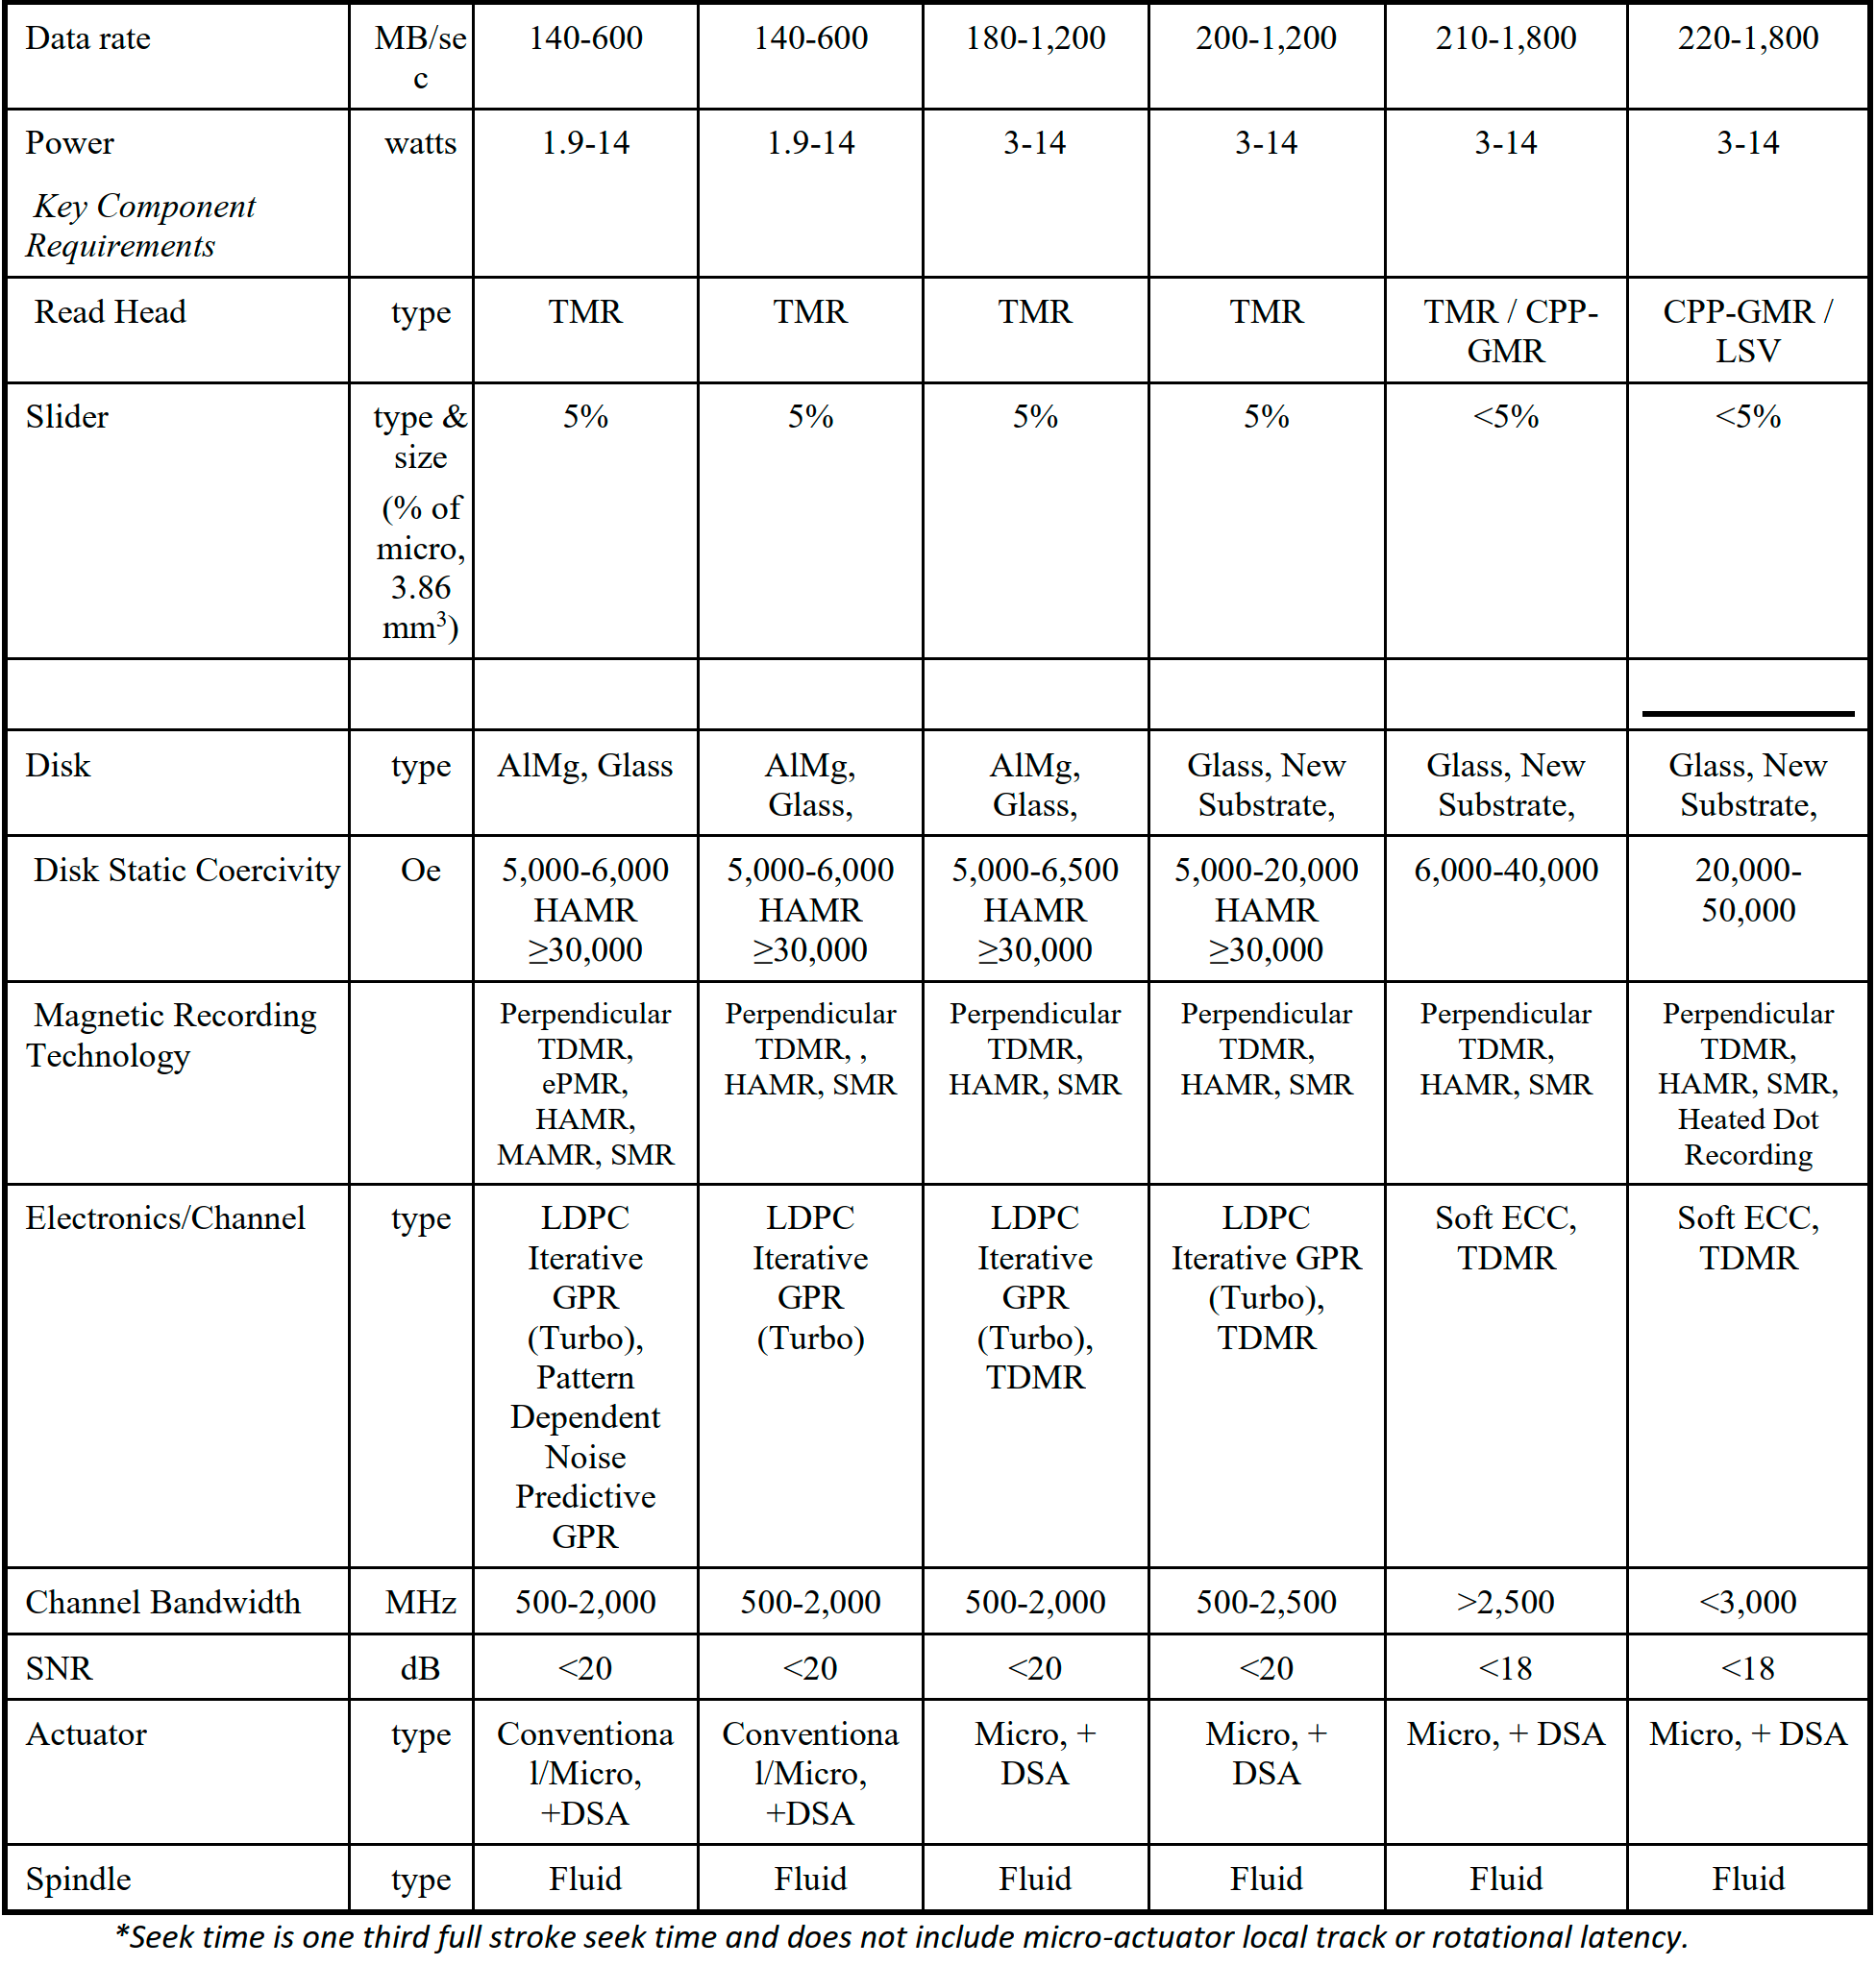 Data rate MB/se 140-600 140-600 180-1,200 200-1,200 210-1,800 220-1,800
c
Power watts 1.9-14 1.9-14 3-14 3-14 3-14 3-14
Key Component
Requirements
Read Head type TMR TMR TMR TMR TMR / CPP- CPP-GMR /
GMR LSV
Slider type & 5% 5% 5% 5% <5% <5%
size
(% of
micro,
3.86
mm³)
Disk type AlMg, Glass AlMg, AlMg, Glass, New Glass, New Glass, New
Glass, Glass, Substrate, Substrate, Substrate,
Disk Static Coercivity Oe 5,000-6,000 5,000-6,000 5,000-6,500 5,000-20,000 6,000-40,000 20,000-
HAMR HAMR HAMR HAMR 50,000
≥30,000 ≥30,000 ≥30,000 ≥30,000
Magnetic Recording Perpendicular Perpendicular Perpendicular Perpendicular Perpendicular Perpendicular
Technology TDMR, TDMR, , TDMR, TDMR, TDMR, TDMR,
ePMR, HAMR, SMR HAMR, SMR HAMR, SMR HAMR, SMR HAMR, SMR,
HAMR, Heated Dot
MAMR, SMR Recording
Electronics/Channel type LDPC LDPC LDPC LDPC Soft ECC, Soft ECC,
Iterative Iterative Iterative Iterative GPR TDMR TDMR
GPR GPR GPR (Turbo),
(Turbo), (Turbo) (Turbo), TDMR
Pattern TDMR
Dependent
Noise
Predictive
GPR
Channel Bandwidth MHz 500-2,000 500-2,000 500-2,000 500-2,500 >2,500 <3,000
SNR dB <20 <20 <20 <20 <18 <18
Actuator type Conventiona Conventiona Micro, + Micro, + Micro, + DSA Micro, + DSA
l/Micro, l/Micro, DSA DSA
+DSA +DSA
Spindle type Fluid Fluid Fluid Fluid Fluid Fluid
*Seek time is one third full stroke seek time and does not include micro-actuator local track or rotational latency.